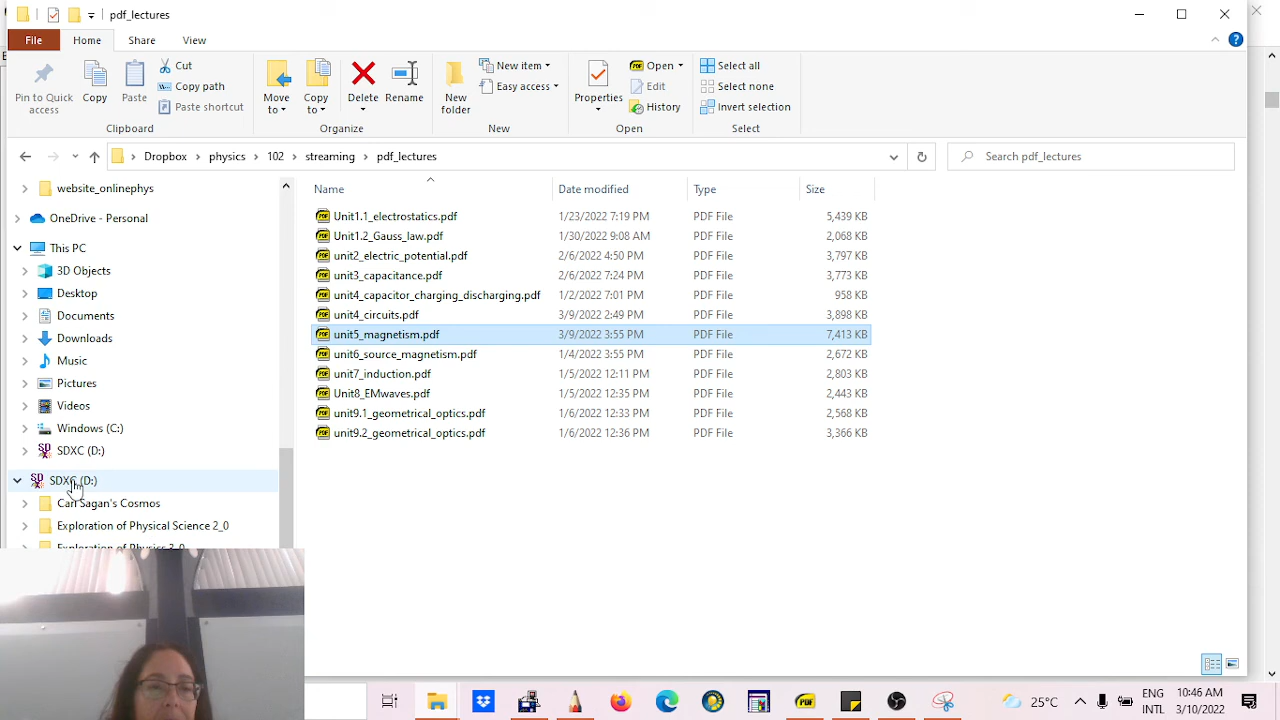 pdf_lectures
File Home Share View
Pin to Quick access
Copy
Paste
Cut
Copy path
Paste shortcut
Clipboard
Move to
Copy to
Delete
Rename
Organize
New folder
New item
Easy access
New
Properties
Open
Edit
History
Open
Select all
Select none
Invert selection
Select
Dropbox physics 102 streaming pdf_lectures
Search pdf_lectures
website_onlinephys
OneDrive - Personal
This PC
3D Objects
Desktop
Documents
Downloads
Music
Pictures
Videos
Windows (C:)
SDXC (D:)
SDXC (D:)
Carl Sagan's Cosmos
Exploration of Physical Science 2_0
Exploration of Physics 3_0
Name Date modified Type Size
Unit1.1_electrostatics.pdf 1/23/2022 7:19 PM PDF File 5,439 KB
Unit1.2_Gauss_law.pdf 1/30/2022 9:08 AM PDF File 2,068 KB
unit2_electric_potential.pdf 2/6/2022 4:50 PM PDF File 3,797 KB
unit3_capacitance.pdf 2/6/2022 7:24 PM PDF File 3,773 KB
unit4_capacitor_charging_discharging.pdf 1/2/2022 7:01 PM PDF File 958 KB
unit4_circuits.pdf 3/9/2022 2:49 PM PDF File 3,898 KB
unit5_magnetism.pdf 3/9/2022 3:55 PM PDF File 7,413 KB
unit6_source_magnetism.pdf 1/4/2022 3:55 PM PDF File 2,672 KB
unit7_induction.pdf 1/5/2022 12:11 PM PDF File 2,803 KB
Unit8_EMwaves.pdf 1/5/2022 12:35 PM PDF File 2,443 KB
unit9.1_geometrical_optics.pdf 1/6/2022 12:33 PM PDF File 2,568 KB
unit9.2_geometrical_optics.pdf 1/6/2022 12:36 PM PDF File 3,366 KB
25°C
ENG
INTL
10:46 AM
3/10/2022